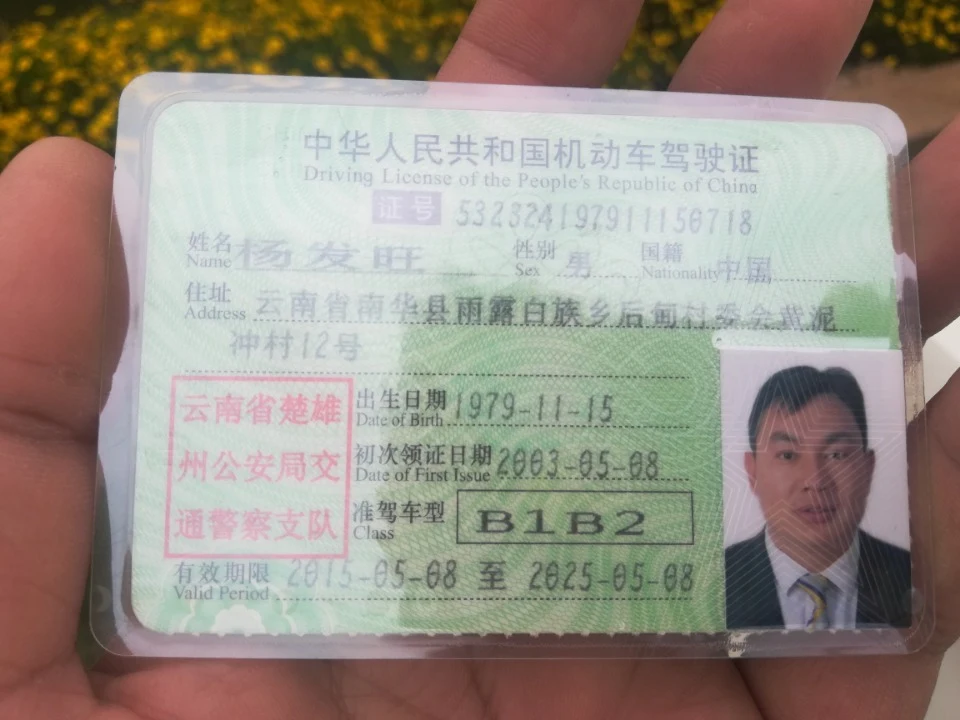 中华人民共和国机动车驾驶证
Driving License of the People's Republic of China
证号 532324197911150718
姓名 Name 杨发旺 性别 Sex 男 国籍 Nationality 中国
住址 Address 云南省南华县雨露白族乡后甸村委会黄泥
冲村12号
云南省楚雄
州公安局交
通警察支队
出生日期 Date of Birth 1979-11-15
初次领证日期 Date of First Issue 2003-05-08
准驾车型 Class B1B2
有效期限 Valid Period 2015-05-08 至 2025-05-08